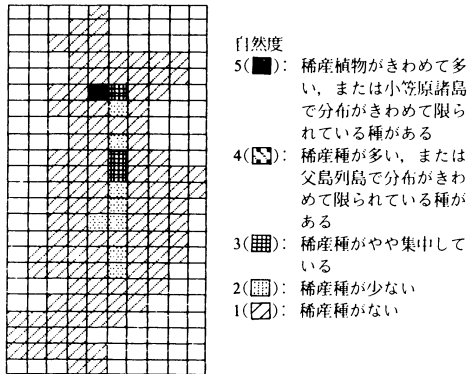 自然度
5(■): 稀産植物がきわめて多
い，または小笠原諸島
で分布がきわめて限ら
れている種がある
4(▩): 稀産種が多い，または
父島列島で分布がきわ
めて限られている種が
ある
3(▦): 稀産種がやや集中して
いる
2(░): 稀産種が少ない
1(▨): 稀産種がない